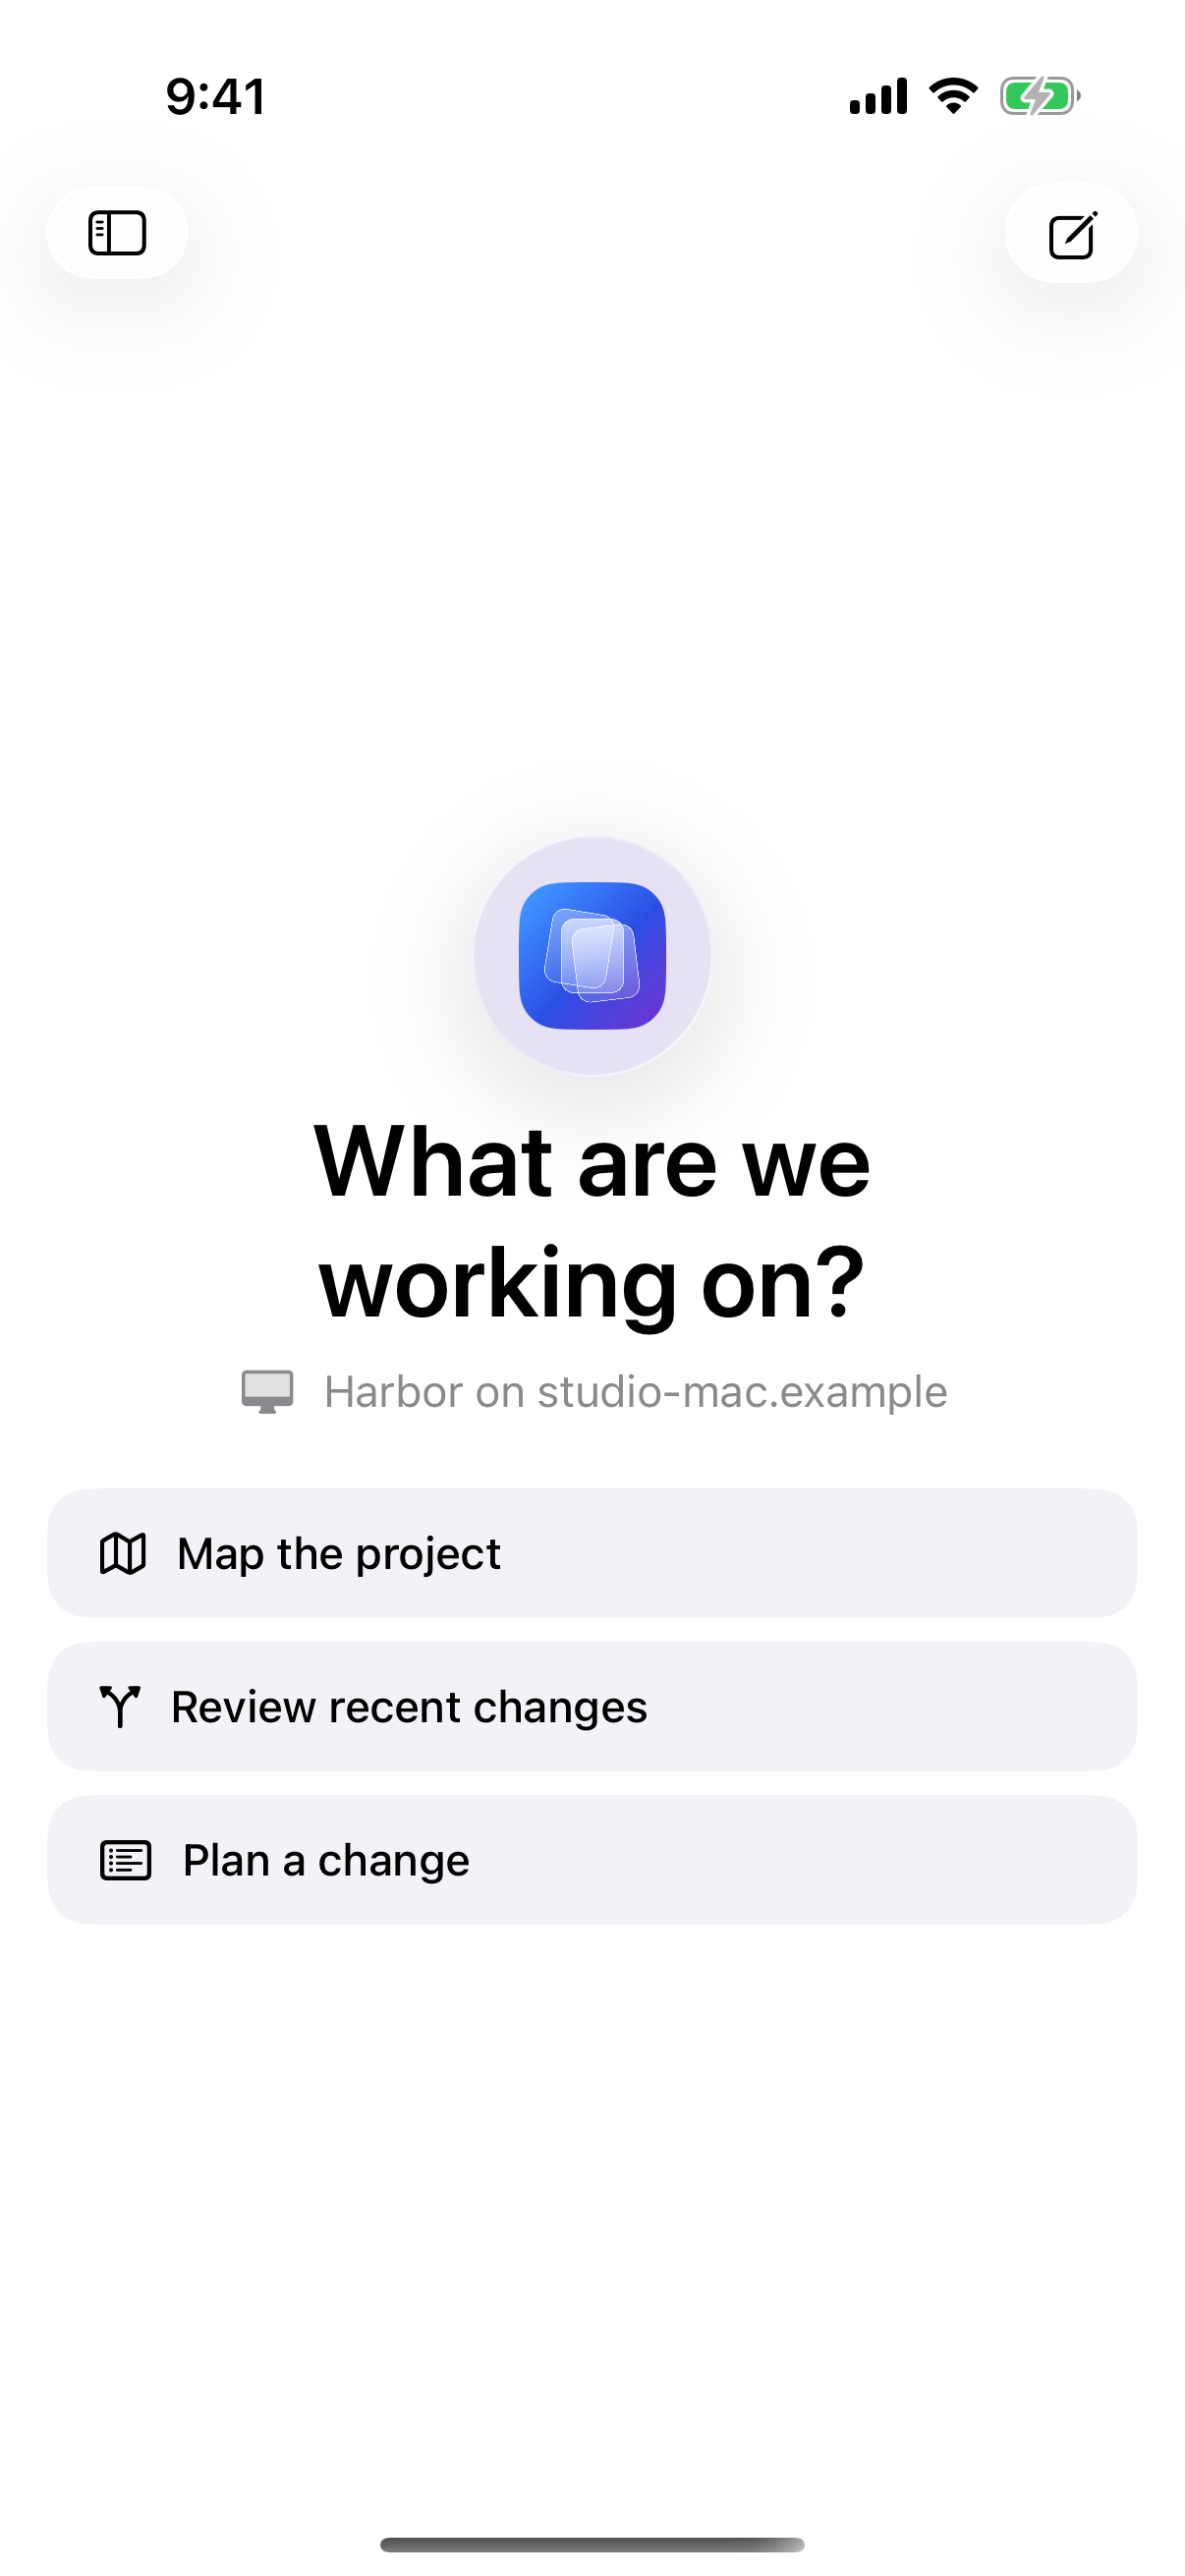 9:41
What are we
working on?
Harbor on studio-mac.example
Map the project
Review recent changes
Plan a change